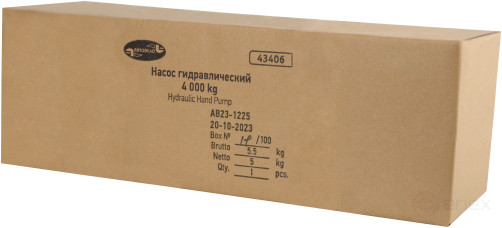 АВТОDЕЛО
43406
Насос гидравлический
4 000 kg
Hydraulic Hand Pump
AB23-1225
20-10-2023
Box № /100
Brutto 5.5 kg
Netto 5 kg
Qty. 1 pcs.